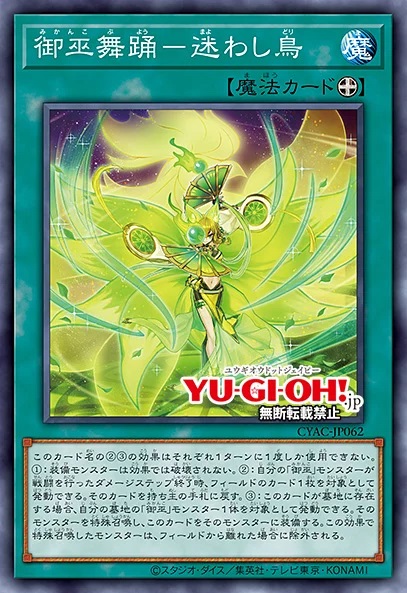 み かんこ ぶ よう まよ どり
御巫舞踊－迷わし鳥
魔
ま ほう
【魔法カード】
ユウギオウドットジェイピー
YU-GI-OH!.jp
無断転載禁止
CYAC-JP062
このカード名の②③の効果はそれぞれ1ターンに1度しか使用できない。
①：装備モンスターは効果では破壊されない。②：自分の「御巫」モンスターが
戦闘を行ったダメージステップ終了時、フィールドのカード1枚を対象として
発動できる。そのカードを持ち主の手札に戻す。③：このカードが墓地に存在
する場合、自分の墓地の「御巫」モンスター1体を対象として発動できる。その
モンスターを特殊召喚し、このカードをそのモンスターに装備する。この効果で
特殊召喚したモンスターは、フィールドから離れた場合に除外される。
©スタジオ・ダイス／集英社・テレビ東京・KONAMI